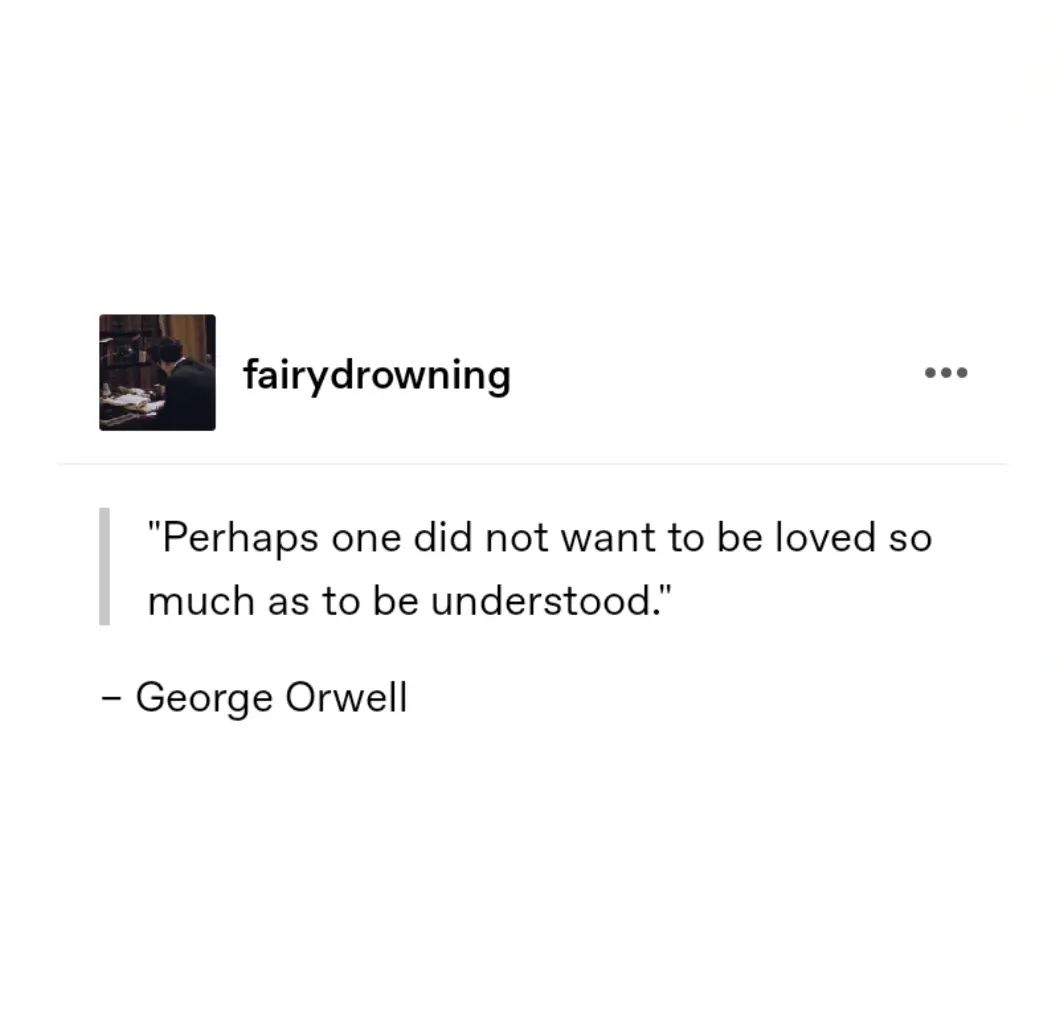 fairydrowning
"Perhaps one did not want to be loved so
much as to be understood."
– George Orwell